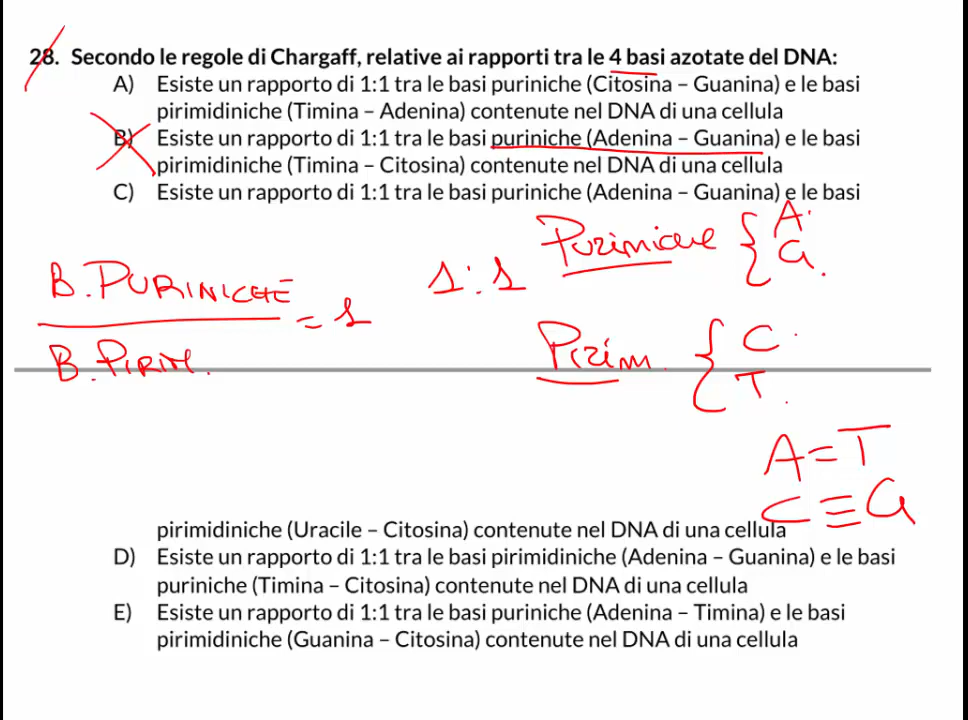 28. Secondo le regole di Chargaff, relative ai rapporti tra le 4 basi azotate del DNA:
A) Esiste un rapporto di 1:1 tra le basi puriniche (Citosina – Guanina) e le basi
pirimidiniche (Timina – Adenina) contenute nel DNA di una cellula
B) Esiste un rapporto di 1:1 tra le basi puriniche (Adenina – Guanina) e le basi
pirimidiniche (Timina – Citosina) contenute nel DNA di una cellula
C) Esiste un rapporto di 1:1 tra le basi puriniche (Adenina – Guanina) e le basi
Puriniche { A
G
B. PURINICHE
1:1
= 1
B. PIRIM.
Pirim. { C
T
A = T
C ≡ G
pirimidiniche (Uracile – Citosina) contenute nel DNA di una cellula
D) Esiste un rapporto di 1:1 tra le basi pirimidiniche (Adenina – Guanina) e le basi
puriniche (Timina – Citosina) contenute nel DNA di una cellula
E) Esiste un rapporto di 1:1 tra le basi puriniche (Adenina – Timina) e le basi
pirimidiniche (Guanina – Citosina) contenute nel DNA di una cellula